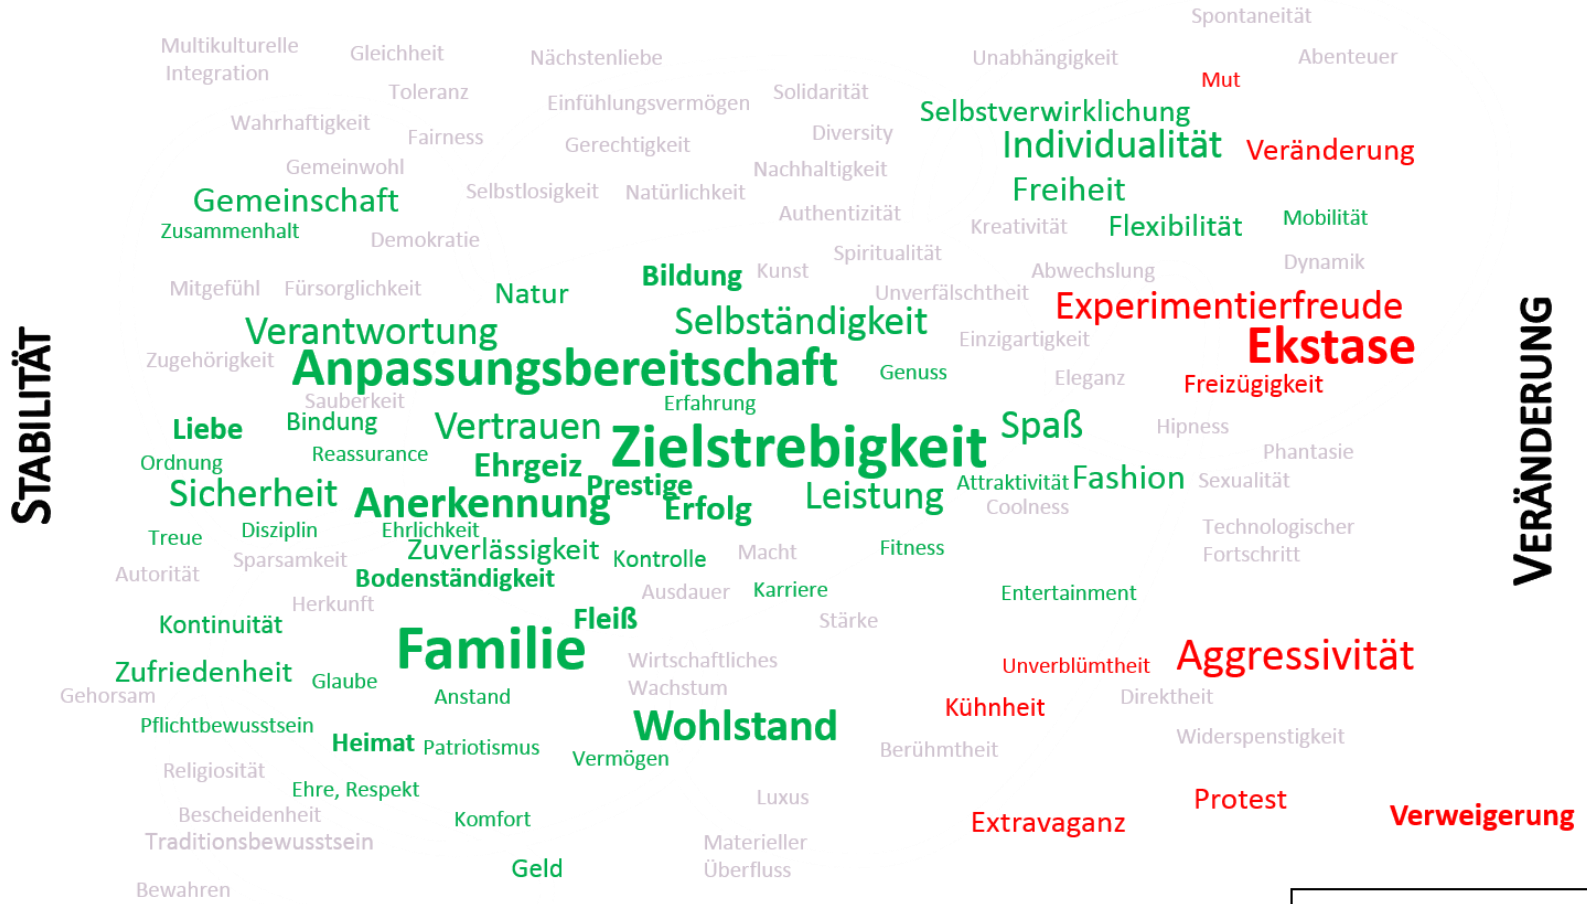 Spontaneität
Multikulturelle
Integration
Gleichheit
Nächstenliebe
Unabhängigkeit
Abenteuer
Mut
Toleranz
Einfühlungsvermögen
Solidarität
Selbstverwirklichung
Wahrhaftigkeit
Fairness
Gerechtigkeit
Diversity
Individualität
Veränderung
Gemeinwohl
Nachhaltigkeit
Gemeinschaft
Selbstlosigkeit
Natürlichkeit
Freiheit
Zusammenhalt
Demokratie
Authentizität
Kreativität
Flexibilität
Mobilität
Spiritualität
Mitgefühl
Fürsorglichkeit
Natur
Bildung
Kunst
Abwechslung
Dynamik
Unverfälschtheit
Experimentierfreude
Verantwortung
Selbständigkeit
Einzigartigkeit
Ekstase
Zugehörigkeit
Anpassungsbereitschaft
Genuss
Eleganz
Freizügigkeit
Sauberkeit
Erfahrung
STABILITÄT
VERÄNDERUNG
Liebe
Bindung
Vertrauen
Zielstrebigkeit
Spaß
Hipness
Ordnung
Reassurance
Ehrgeiz
Phantasie
Sicherheit
Anerkennung
Prestige
Erfolg
Leistung
Attraktivität
Fashion
Sexualität
Coolness
Treue
Disziplin
Ehrlichkeit
Technologischer
Fortschritt
Sparsamkeit
Zuverlässigkeit
Kontrolle
Macht
Fitness
Autorität
Bodenständigkeit
Ausdauer
Karriere
Entertainment
Herkunft
Fleiß
Stärke
Kontinuität
Familie
Wirtschaftliches
Wachstum
Unverblümtheit
Aggressivität
Zufriedenheit
Glaube
Gehorsam
Anstand
Direktheit
Kühnheit
Pflichtbewusstsein
Wohlstand
Heimat
Patriotismus
Vermögen
Berühmtheit
Widerspenstigkeit
Religiosität
Ehre, Respekt
Luxus
Protest
Bescheidenheit
Komfort
Extravaganz
Verweigerung
Traditionsbewusstsein
Materieller
Überfluss
Geld
Bewahren